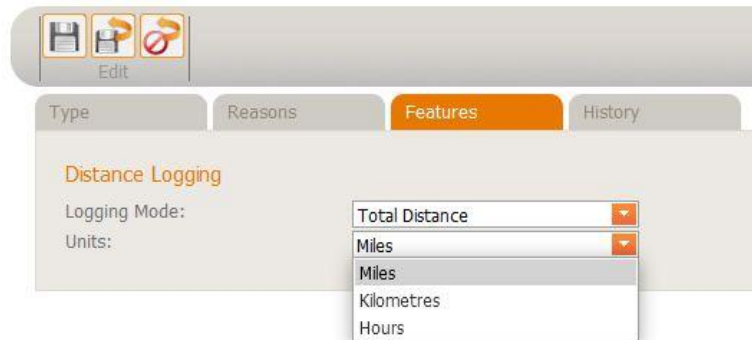 Edit
Type Reasons Features History
Distance Logging
Logging Mode: Total Distance
Units: Miles
Miles
Kilometres
Hours